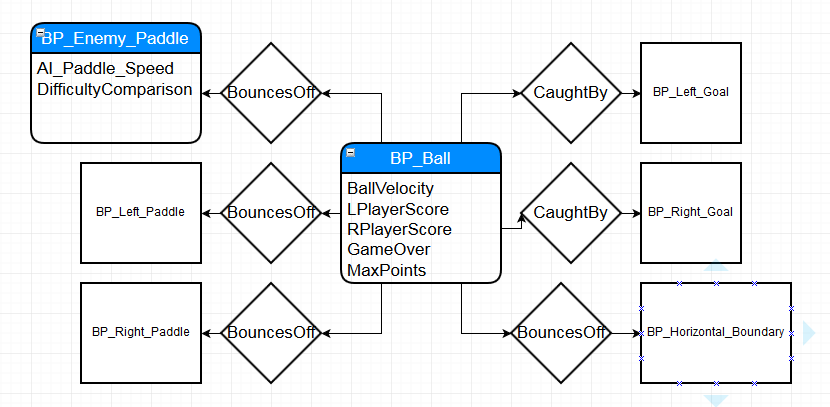 BP_Enemy_Paddle
AI_Paddle_Speed
DifficultyComparison
BouncesOff
CaughtBy
BP_Left_Goal
BP_Ball
BallVelocity
LPlayerScore
RPlayerScore
GameOver
MaxPoints
BP_Left_Paddle
BouncesOff
CaughtBy
BP_Right_Goal
BP_Right_Paddle
BouncesOff
BouncesOff
BP_Horizontal_Boundary